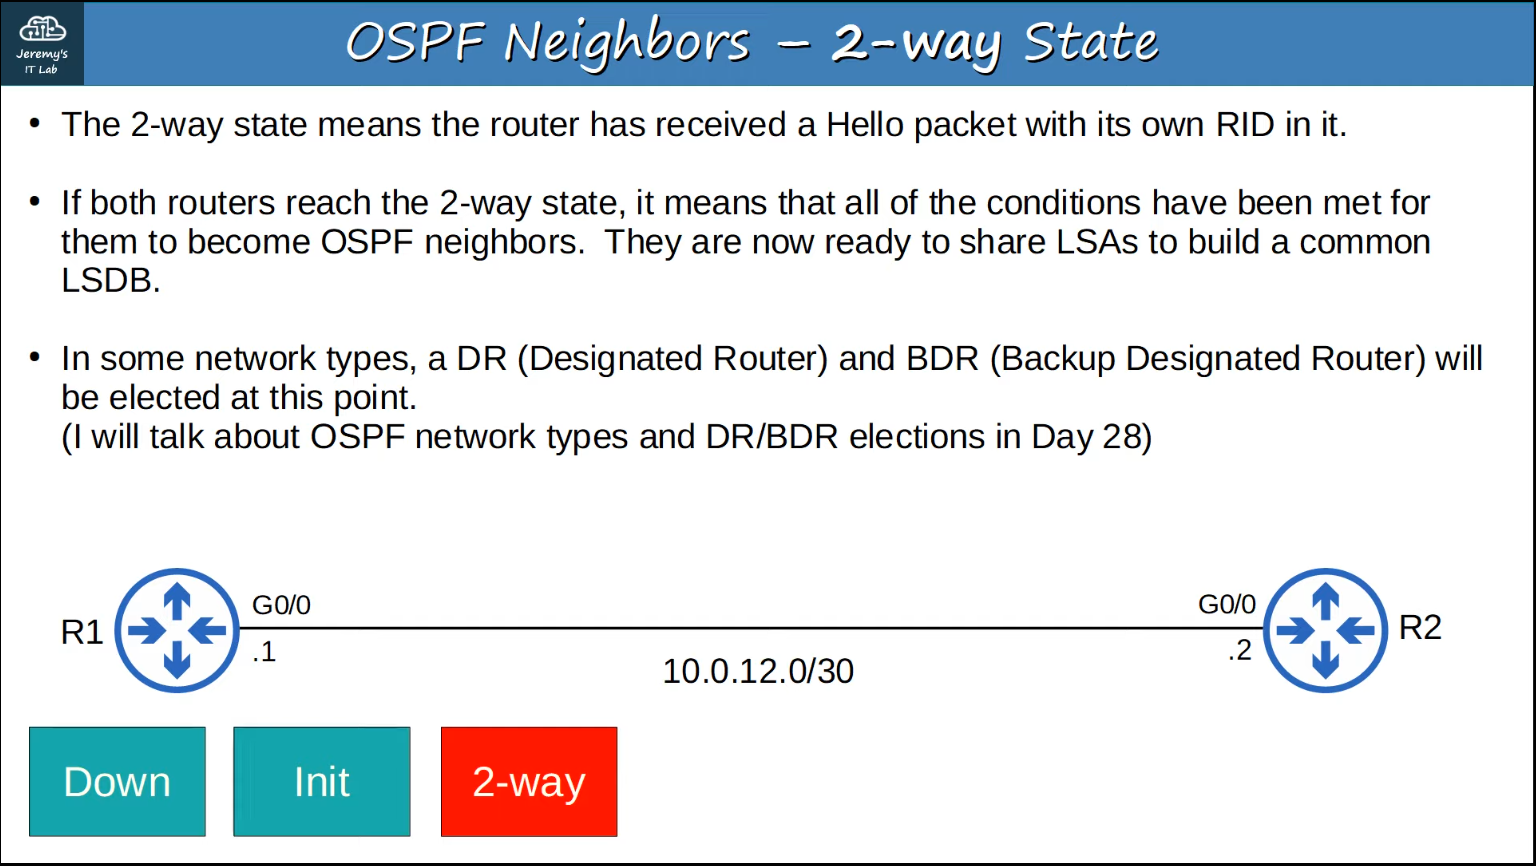 Jeremy's
IT Lab
OSPF Neighbors – 2-way State
• The 2-way state means the router has received a Hello packet with its own RID in it.
• If both routers reach the 2-way state, it means that all of the conditions have been met for
them to become OSPF neighbors. They are now ready to share LSAs to build a common
LSDB.
• In some network types, a DR (Designated Router) and BDR (Backup Designated Router) will
be elected at this point.
(I will talk about OSPF network types and DR/BDR elections in Day 28)
R1
G0/0
.1
10.0.12.0/30
G0/0
.2
R2
Down
Init
2-way